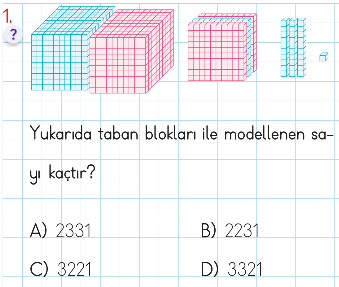 1.
?
Yukarıda taban blokları ile modellenen sa-
yı kaçtır?
A) 2331 B) 2231
C) 3221 D) 3321